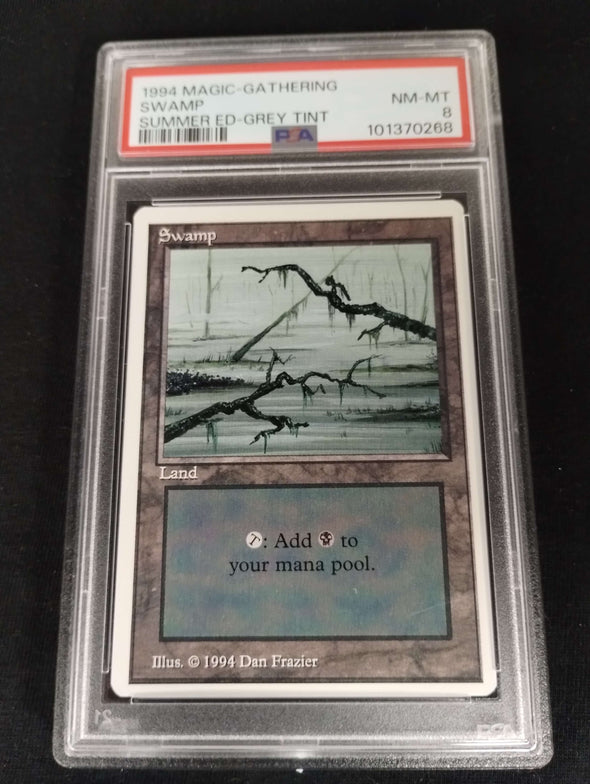 1994 MAGIC-GATHERING
SWAMP
SUMMER ED-GREY TINT
NM-MT
8
101370268
PSA
Swamp
Land
T: Add to
your mana pool.
Illus. © 1994 Dan Frazier